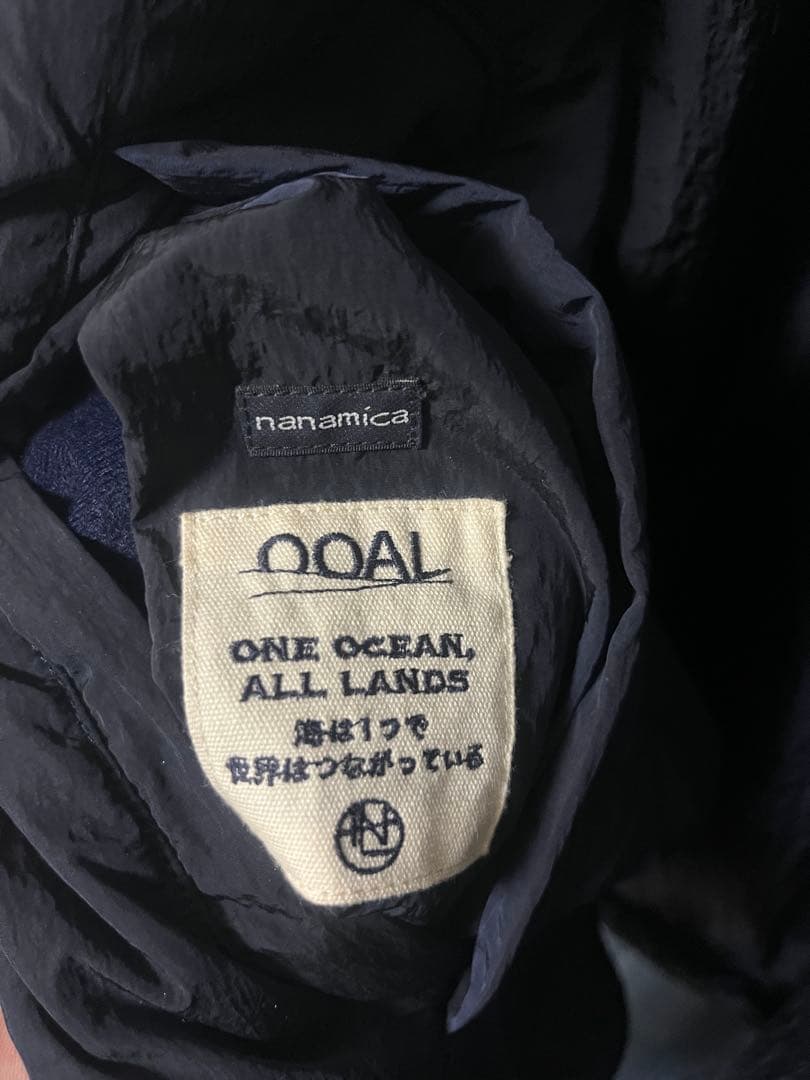 nanamica
OOAL
ONE OCEAN,
ALL LANDS
海は1つで
世界はつながっている